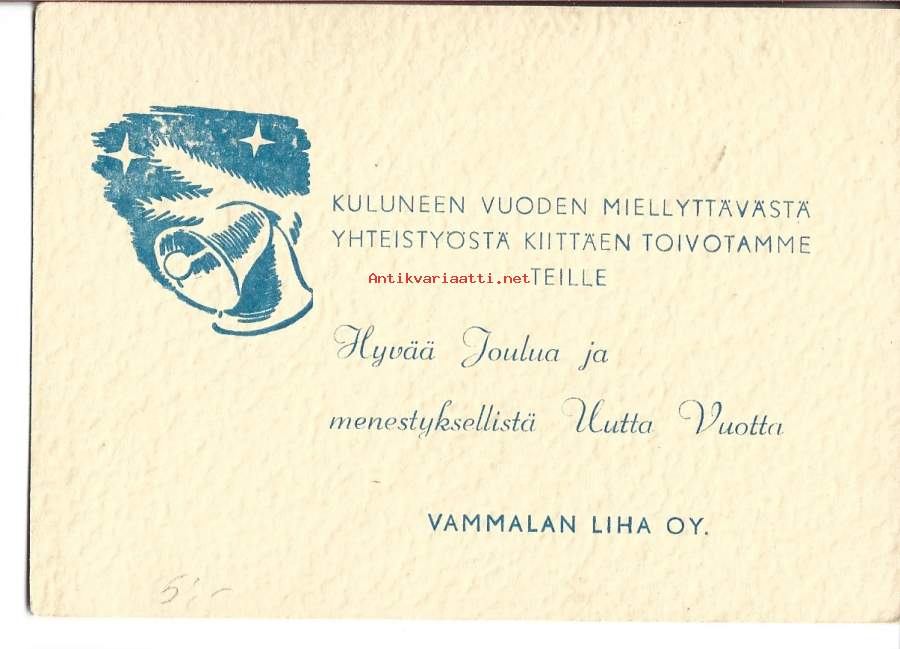 KULUNEEN VUODEN MIELLYTTÄVÄSTÄ
YHTEISTYÖSTÄ KIITTÄEN TOIVOTAMME
Antikvariaatti.net
TEILLE
Hyvää Joulua ja
menestyksellistä Uutta Vuotta
VAMMALAN LIHA OY.
5:-